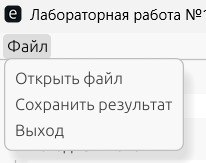 e Лабораторная работа №1
Файл
Открыть файл
Сохранить результат
Выход